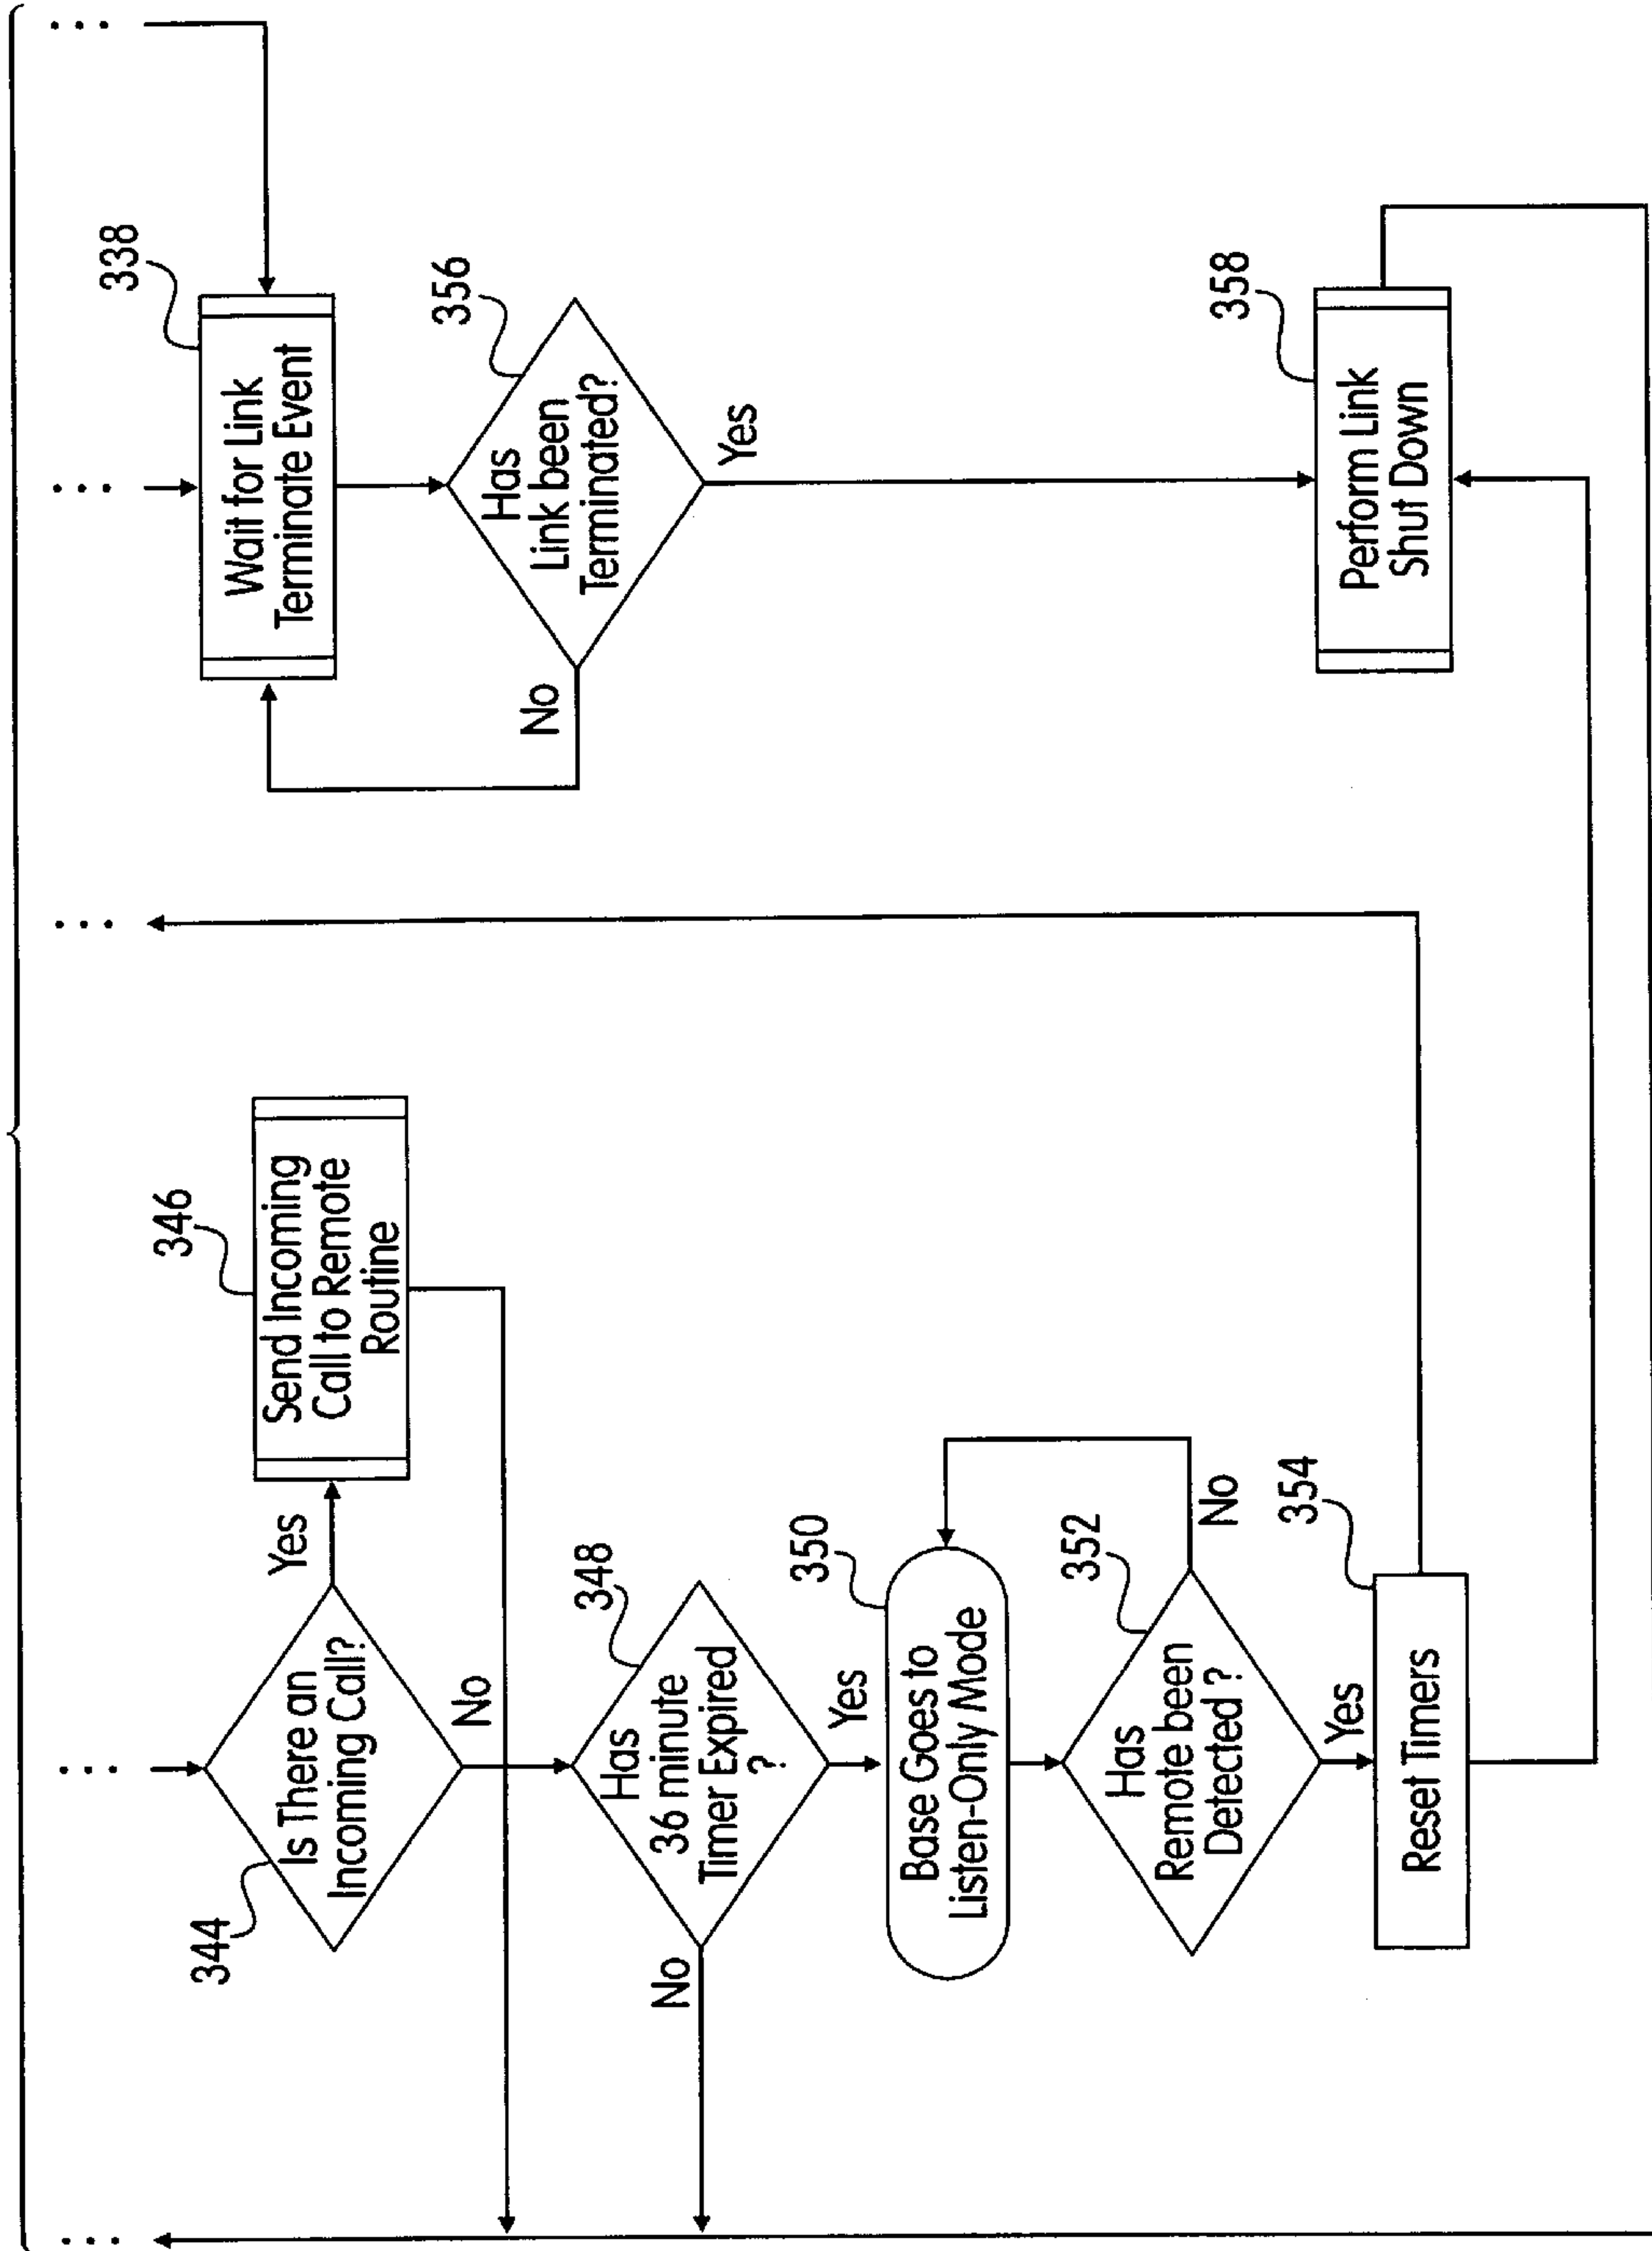 ...
...
...
...
...
344
Is There an
Incoming Call?
Yes
No
346
Send Incoming
Call to Remote
Routine
348
Has
36 minute
Timer Expired
?
No
Yes
350
Base Goes to
Listen-Only Mode
352
Has
Remote been
Detected ?
No
Yes
354
Reset Timers
338
Wait for Link
Terminate Event
356
Has
Link been
Terminated?
No
Yes
358
Perform Link
Shut Down